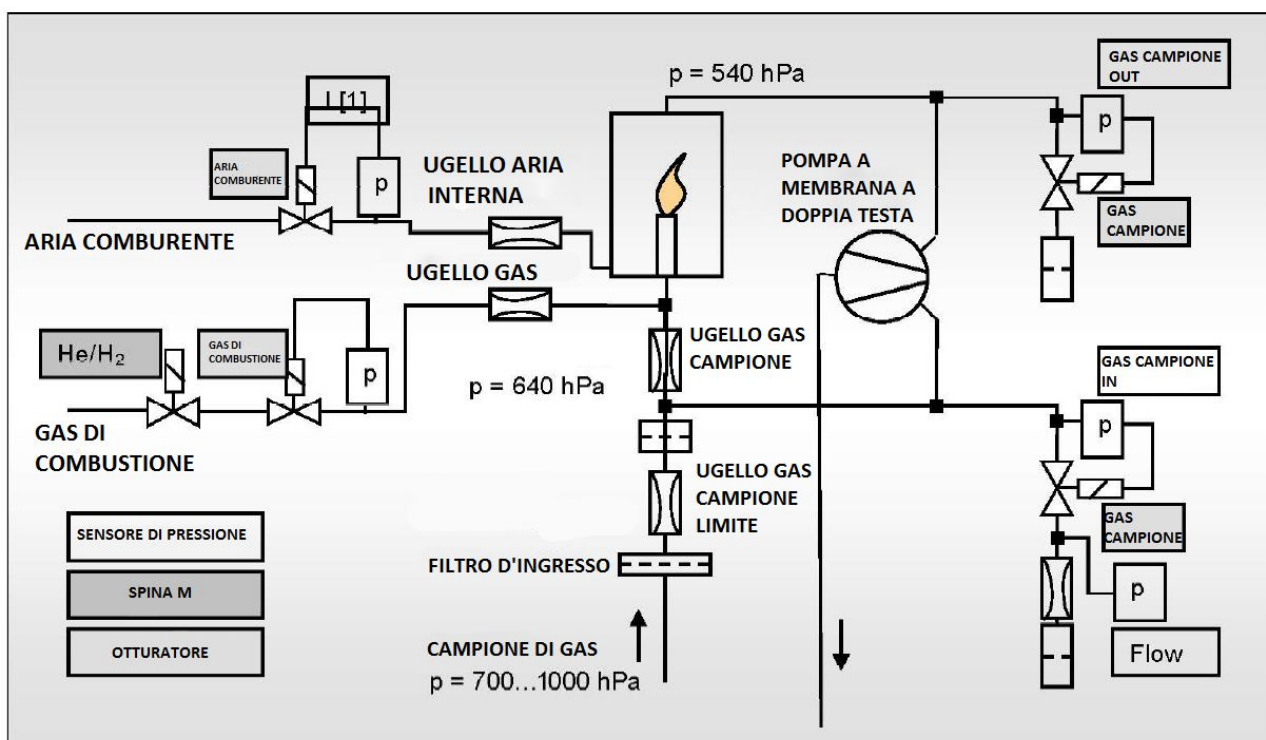 p = 540 hPa
GAS CAMPIONE
OUT
I [1]
p
ARIA
COMBURENTE
p
UGELLO ARIA
INTERNA
POMPA A
MEMBRANA A
DOPPIA TESTA
GAS
CAMPIONE
ARIA COMBURENTE
UGELLO GAS
He/H₂
GAS DI
COMBUSTIONE
p
UGELLO GAS
CAMPIONE
GAS CAMPIONE
IN
p = 640 hPa
p
GAS DI
COMBUSTIONE
UGELLO GAS
CAMPIONE
LIMITE
GAS
CAMPIONE
SENSORE DI PRESSIONE
FILTRO D'INGRESSO
SPINA M
p
OTTURATORE
CAMPIONE DI GAS
p = 700...1000 hPa
Flow